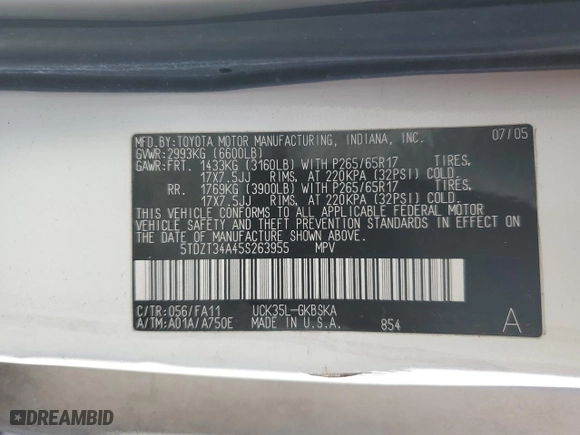 MFD.BY:TOYOTA MOTOR MANUFACTURING, INDIANA, INC. 07/05
GVWR:2993KG (6600LB)
GAWR:FRT. 1433KG (3160LB) WITH P265/65R17 TIRES,
17X7.5JJ RIMS, AT 220KPA (32PSI) COLD.
RR. 1769KG (3900LB) WITH P265/65R17 TIRES,
17X7.5JJ RIMS, AT 220KPA (32PSI) COLD.
THIS VEHICLE CONFORMS TO ALL APPLICABLE FEDERAL MOTOR
VEHICLE SAFETY AND THEFT PREVENTION STANDARDS IN EFFECT ON
THE DATE OF MANUFACTURE SHOWN ABOVE.
5TDZT34A45S263955 MPV
C/TR:056/FA11 UCK35L-GKBSKA
A/TM:A01A/A750E MADE IN U.S.A. 854 A
DREAMBID